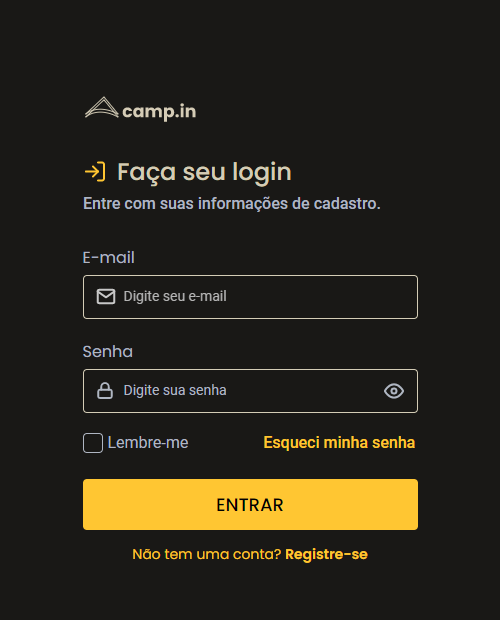 camp.in
Faça seu login
Entre com suas informações de cadastro.
E-mail
Digite seu e-mail
Senha
Digite sua senha
Lembre-me Esqueci minha senha
ENTRAR
Não tem uma conta? Registre-se